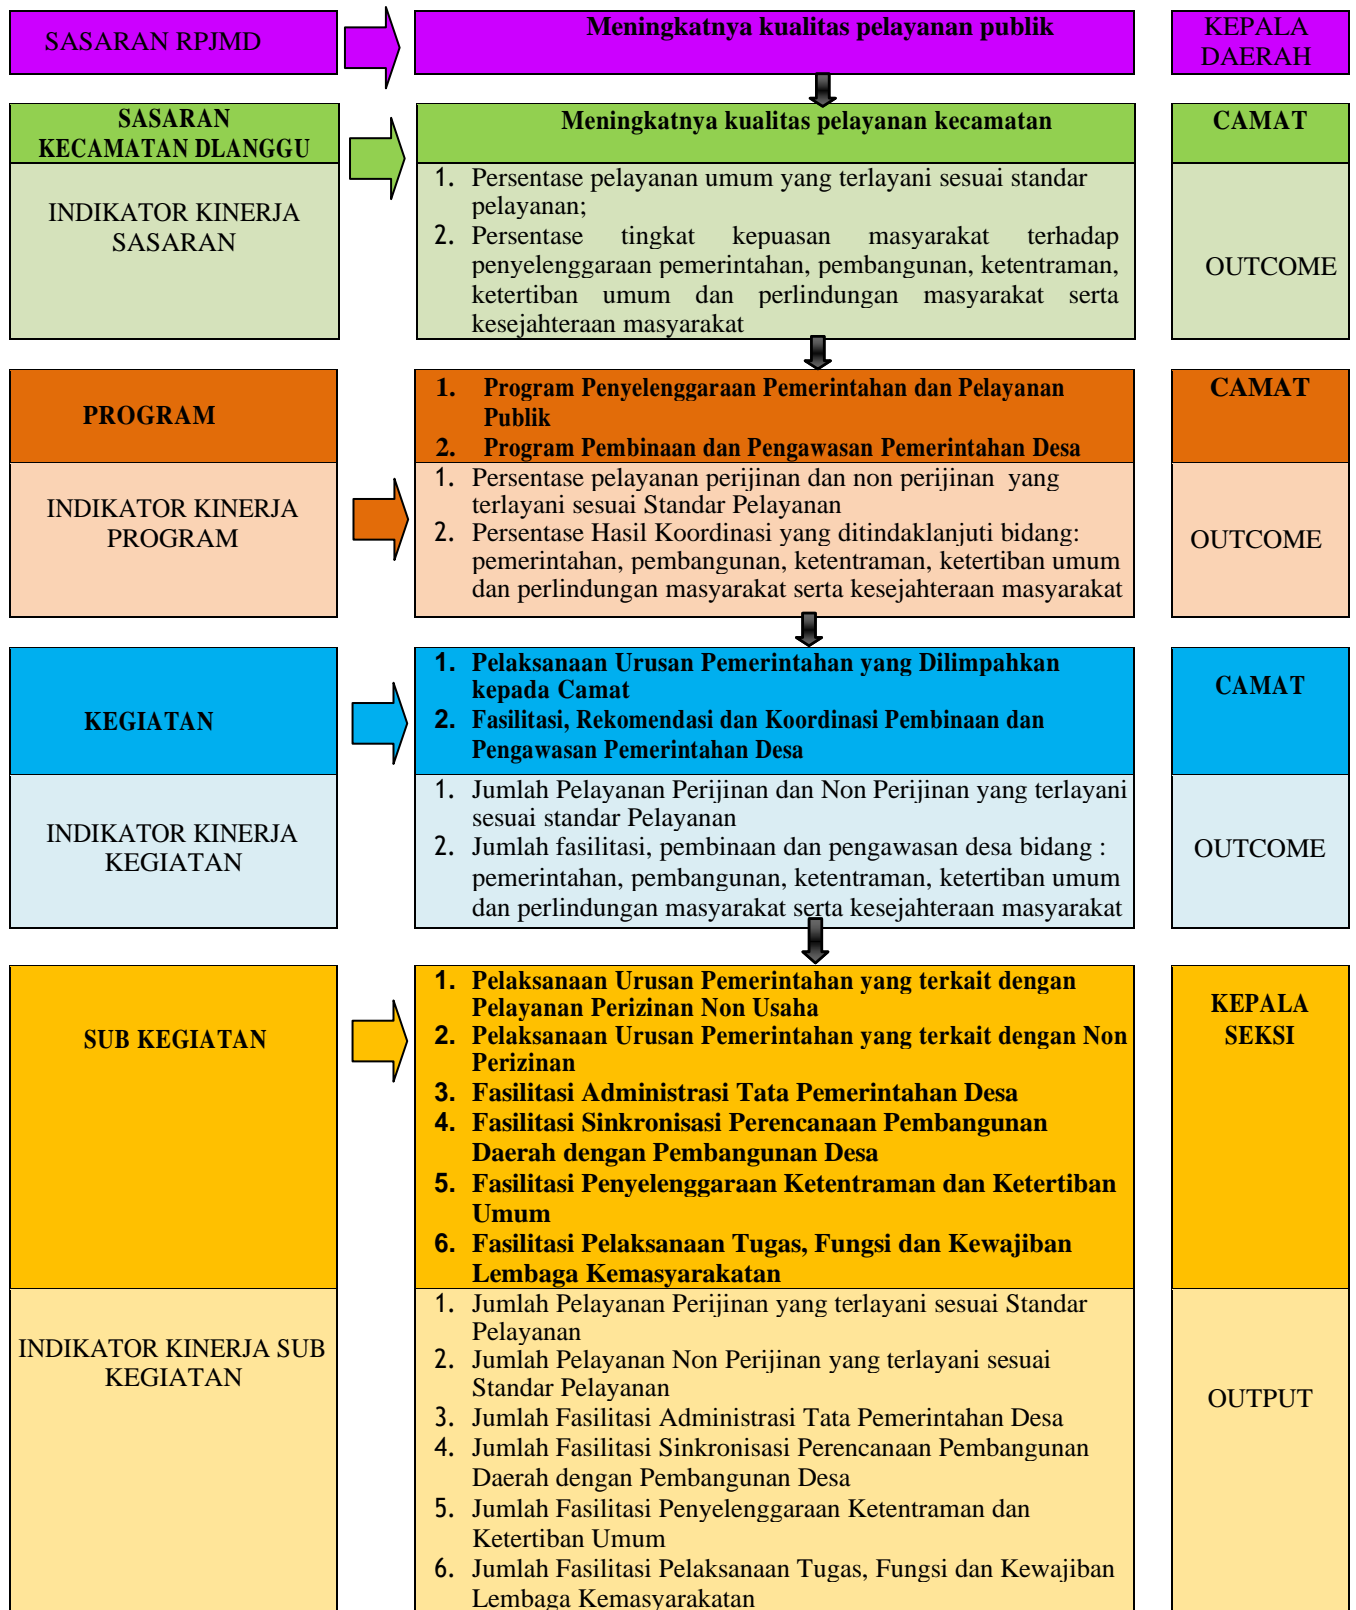 SASARAN RPJMD
Meningkatnya kualitas pelayanan publik
KEPALA
DAERAH
SASARAN
KECAMATAN DLANGGU
Meningkatnya kualitas pelayanan kecamatan
CAMAT
INDIKATOR KINERJA
SASARAN
1. Persentase pelayanan umum yang terlayani sesuai standar
pelayanan;
2. Persentase tingkat kepuasan masyarakat terhadap
penyelenggaraan pemerintahan, pembangunan, ketentraman,
ketertiban umum dan perlindungan masyarakat serta
kesejahteraan masyarakat
OUTCOME
PROGRAM
1. Program Penyelenggaraan Pemerintahan dan Pelayanan
Publik
2. Program Pembinaan dan Pengawasan Pemerintahan Desa
CAMAT
INDIKATOR KINERJA
PROGRAM
1. Persentase pelayanan perijinan dan non perijinan yang
terlayani sesuai Standar Pelayanan
2. Persentase Hasil Koordinasi yang ditindaklanjuti bidang:
pemerintahan, pembangunan, ketentraman, ketertiban umum
dan perlindungan masyarakat serta kesejahteraan masyarakat
OUTCOME
KEGIATAN
1. Pelaksanaan Urusan Pemerintahan yang Dilimpahkan
kepada Camat
2. Fasilitasi, Rekomendasi dan Koordinasi Pembinaan dan
Pengawasan Pemerintahan Desa
CAMAT
INDIKATOR KINERJA
KEGIATAN
1. Jumlah Pelayanan Perijinan dan Non Perijinan yang terlayani
sesuai standar Pelayanan
2. Jumlah fasilitasi, pembinaan dan pengawasan desa bidang :
pemerintahan, pembangunan, ketentraman, ketertiban umum
dan perlindungan masyarakat serta kesejahteraan masyarakat
OUTCOME
SUB KEGIATAN
1. Pelaksanaan Urusan Pemerintahan yang terkait dengan
Pelayanan Perizinan Non Usaha
2. Pelaksanaan Urusan Pemerintahan yang terkait dengan Non
Perizinan
3. Fasilitasi Administrasi Tata Pemerintahan Desa
4. Fasilitasi Sinkronisasi Perencanaan Pembangunan
Daerah dengan Pembangunan Desa
5. Fasilitasi Penyelenggaraan Ketentraman dan Ketertiban
Umum
6. Fasilitasi Pelaksanaan Tugas, Fungsi dan Kewajiban
Lembaga Kemasyarakatan
KEPALA
SEKSI
INDIKATOR KINERJA SUB
KEGIATAN
1. Jumlah Pelayanan Perijinan yang terlayani sesuai Standar
Pelayanan
2. Jumlah Pelayanan Non Perijinan yang terlayani sesuai
Standar Pelayanan
3. Jumlah Fasilitasi Administrasi Tata Pemerintahan Desa
4. Jumlah Fasilitasi Sinkronisasi Perencanaan Pembangunan
Daerah dengan Pembangunan Desa
5. Jumlah Fasilitasi Penyelenggaraan Ketentraman dan
Ketertiban Umum
6. Jumlah Fasilitasi Pelaksanaan Tugas, Fungsi dan Kewajiban
Lembaga Kemasyarakatan
OUTPUT